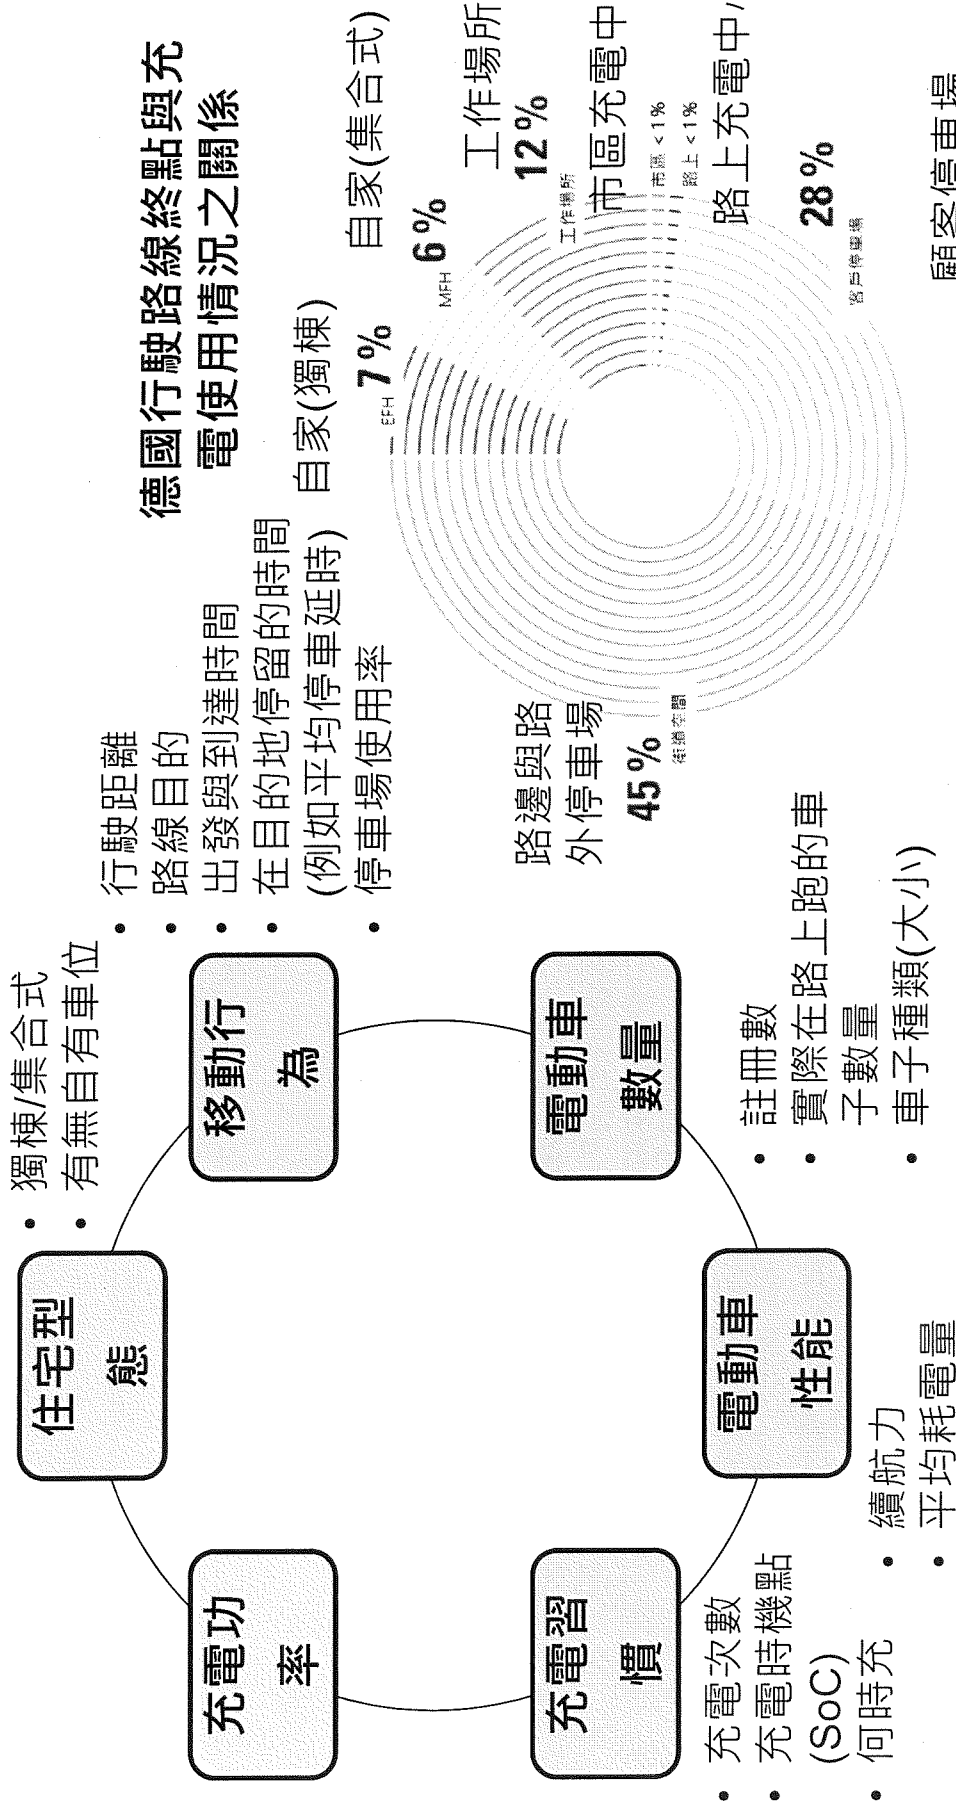 德國行駛路線終點與充
電使用情況之關係
住宅型
態
• 獨棟/集合式
• 有無自有車位
移動行
為
• 行駛距離
• 路線目的
• 出發與到達時間
• 在目的地停留的時間
(例如平均停車延時)
• 停車場使用率
電動車
數量
• 註冊數
• 實際在路上跑的車
子數量
• 車子種類(大小)
電動車
性能
• 續航力
• 平均耗電量
充電習
慣
• 充電次數
• 充電時機點
(SoC)
• 何時充
充電功
率
自家(獨棟)
7%
EFH
自家(集合式)
6%
MFH
工作場所
12%
工作場所
市區充電中
市區 <1%
路上 <1%
路上充電中
28%
客戶停車場
顧客停車場
路邊與路
外停車場
45%
街道空間